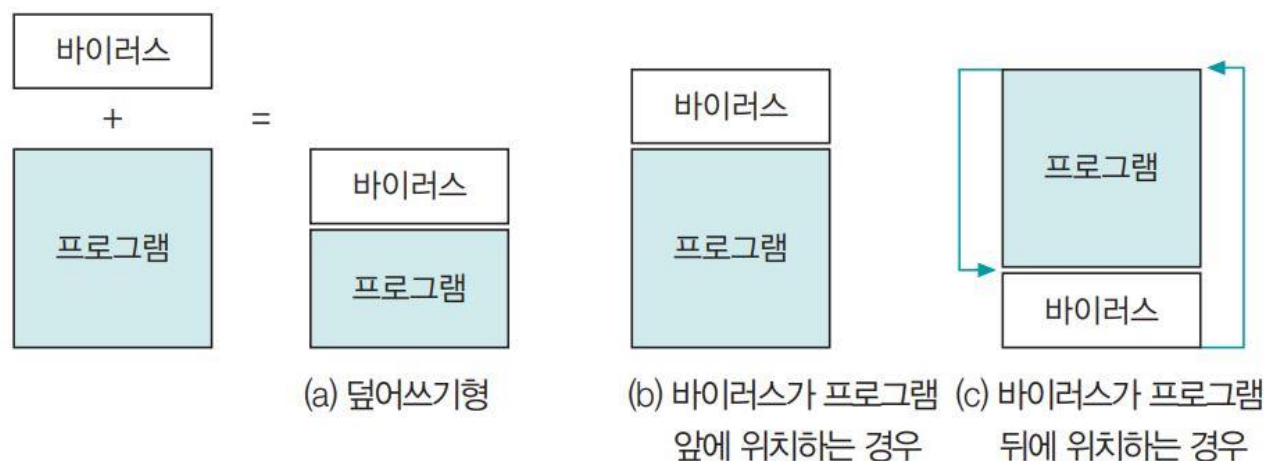 바이러스
+
=
프로그램
바이러스
프로그램
(a) 덮어쓰기형
바이러스
프로그램
(b) 바이러스가 프로그램
앞에 위치하는 경우
프로그램
바이러스
(c) 바이러스가 프로그램
뒤에 위치하는 경우